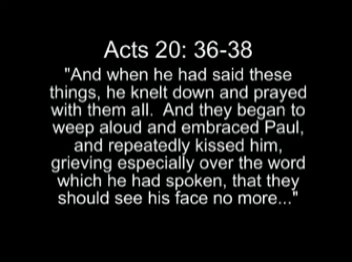 Acts 20: 36-38
"And when he had said these
things, he knelt down and prayed
with them all.  And they began to
weep aloud and embraced Paul,
and repeatedly kissed him,
grieving especially over the word
which he had spoken, that they
should see his face no more..."